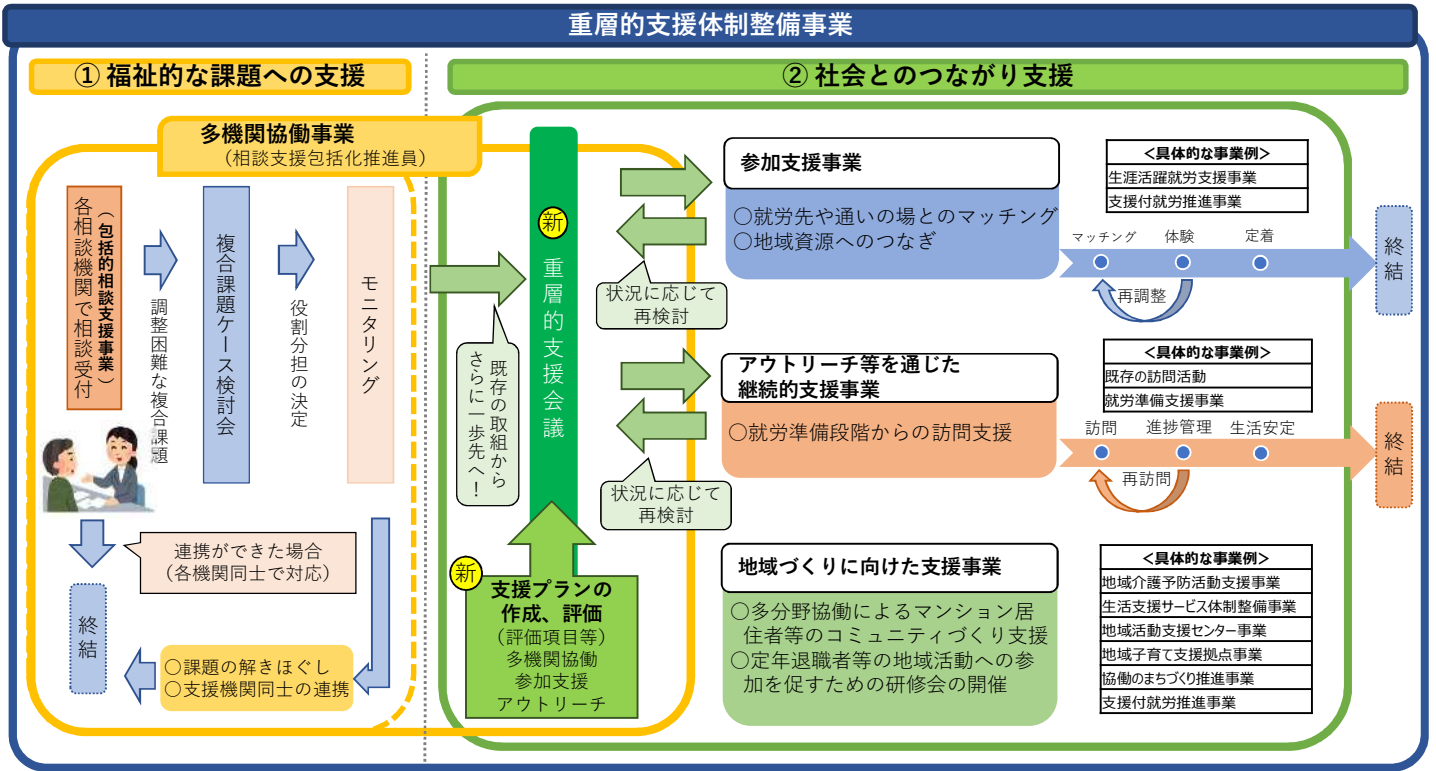 重層的支援体制整備事業
① 福祉的な課題への支援
② 社会とのつながり支援
多機関協働事業
（相談支援包括化推進員）
各相談機関で相談受付
（包括的相談支援事業）
調整困難な複合課題
複合課題ケース検討会
役割分担の決定
モニタリング
連携ができた場合
（各機関同士で対応）
終結
○課題の解きほぐし
○支援機関同士の連携
既存の取組から
さらに一歩先へ！
新
重層的支援会議
新
支援プランの
作成、評価
（評価項目等）
多機関協働
参加支援
アウトリーチ
状況に応じて
再検討
状況に応じて
再検討
参加支援事業
○就労先や通いの場とのマッチング
○地域資源へのつなぎ
＜具体的な事業例＞
生涯活躍就労支援事業
支援付就労推進事業
マッチング
体験
定着
再調整
終結
アウトリーチ等を通じた
継続的支援事業
○就労準備段階からの訪問支援
＜具体的な事業例＞
既存の訪問活動
就労準備支援事業
訪問
進捗管理
生活安定
再訪問
終結
地域づくりに向けた支援事業
○多分野協働によるマンション居
住者等のコミュニティづくり支援
○定年退職者等の地域活動への参
加を促すための研修会の開催
＜具体的な事業例＞
地域介護予防活動支援事業
生活支援サービス体制整備事業
地域活動支援センター事業
地域子育て支援拠点事業
協働のまちづくり推進事業
支援付就労推進事業